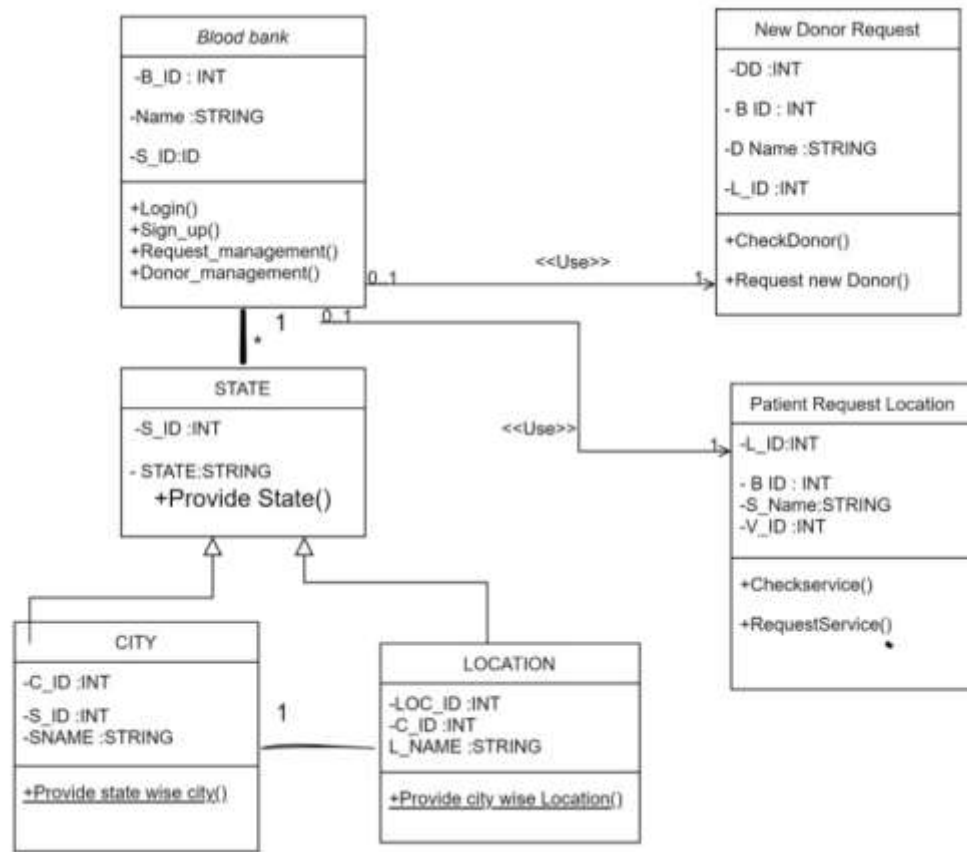 Blood bank
-B_ID : INT
-Name :STRING
-S_ID:ID
+Login()
+Sign_up()
+Request_management()
+Donor_management()
New Donor Request
-DD :INT
- B ID : INT
-D Name :STRING
-L_ID :INT
+CheckDonor()
+Request new Donor()
0..1
<<Use>>
1
1
0..1
*
<<Use>>
1
STATE
-S_ID :INT
- STATE:STRING
+Provide State()
Patient Request Location
-L_ID:INT
- B ID : INT
-S_Name:STRING
-V_ID :INT
+Checkservice()
+RequestService()
CITY
-C_ID :INT
-S_ID :INT
-SNAME :STRING
+Provide state wise city()
1
LOCATION
-LOC_ID :INT
-C_ID :INT
L_NAME :STRING
+Provide city wise Location()